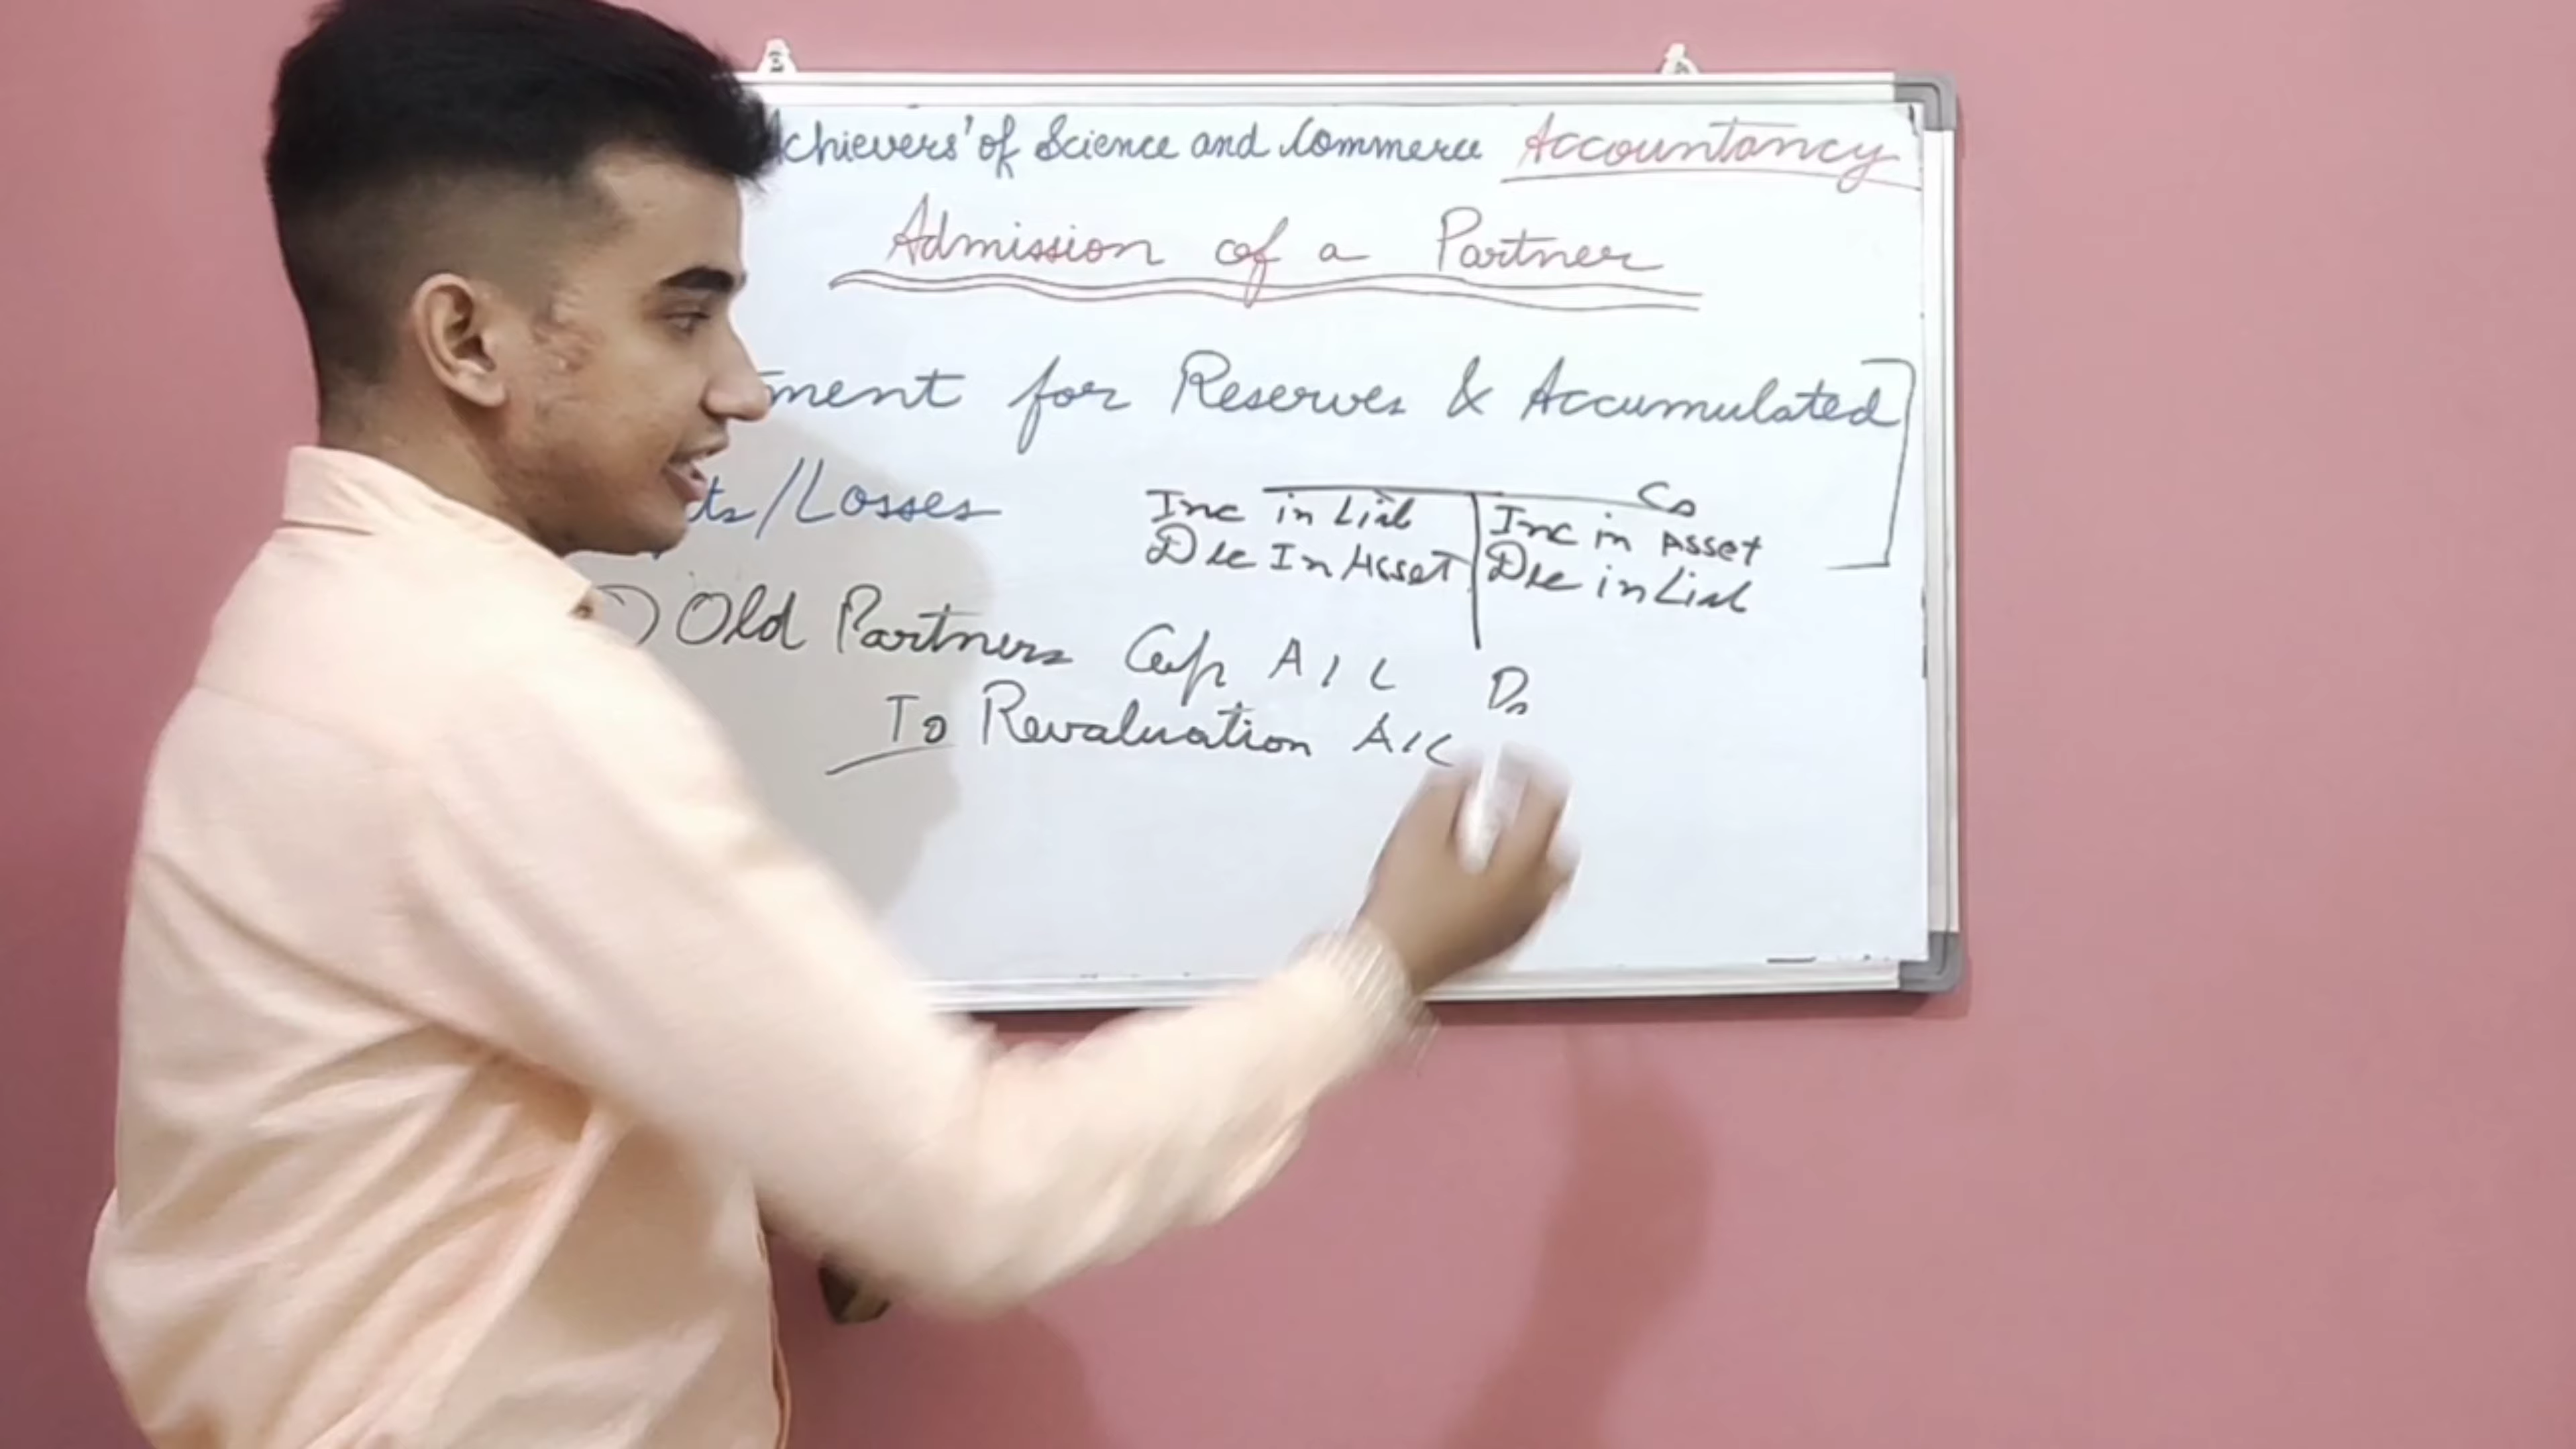 Achievers' of Science and Commerce Accountancy
Admission of a Partner
ment for Reserves & Accumulated
ts/Losses
Cr
Inc in Liab Inc in Asset
Dec In Asset Dec in Liab
Old Partners Cap A/C Dr
To Revaluation A/C